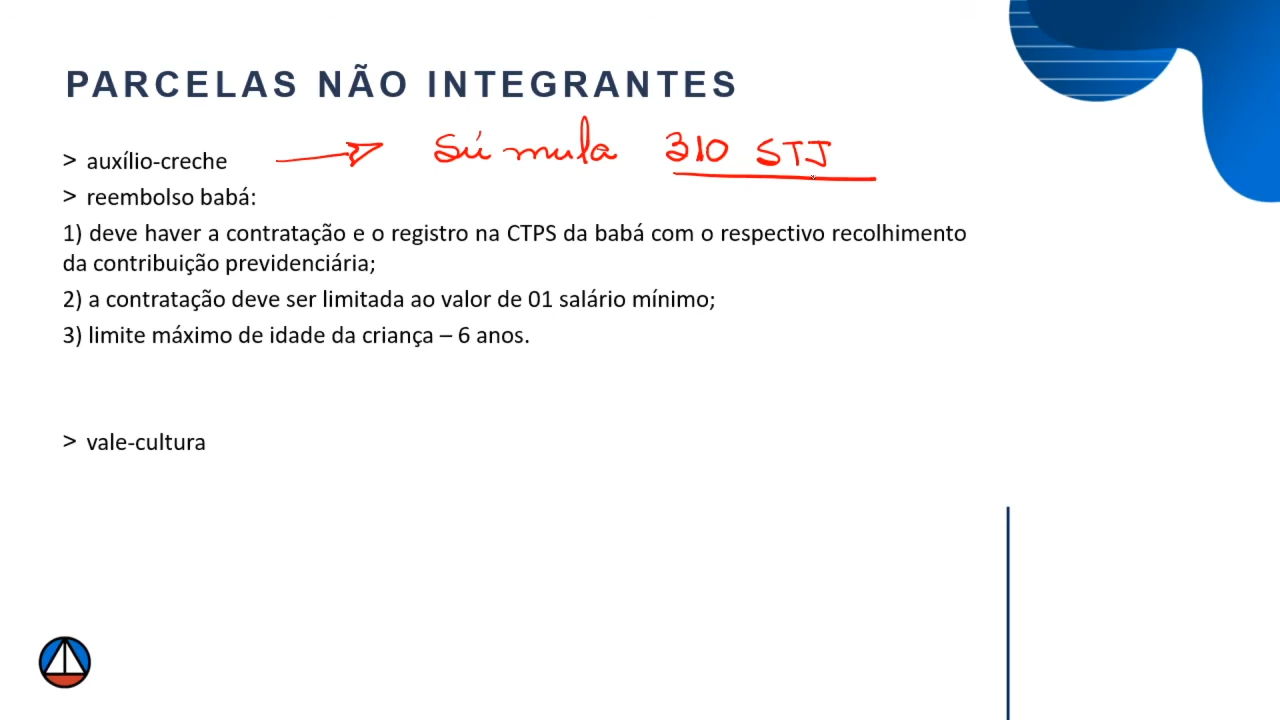 PARCELAS NÃO INTEGRANTES
> auxílio-creche Súmula 310 STJ
> reembolso babá:
1) deve haver a contratação e o registro na CTPS da babá com o respectivo recolhimento
da contribuição previdenciária;
2) a contratação deve ser limitada ao valor de 01 salário mínimo;
3) limite máximo de idade da criança – 6 anos.
> vale-cultura